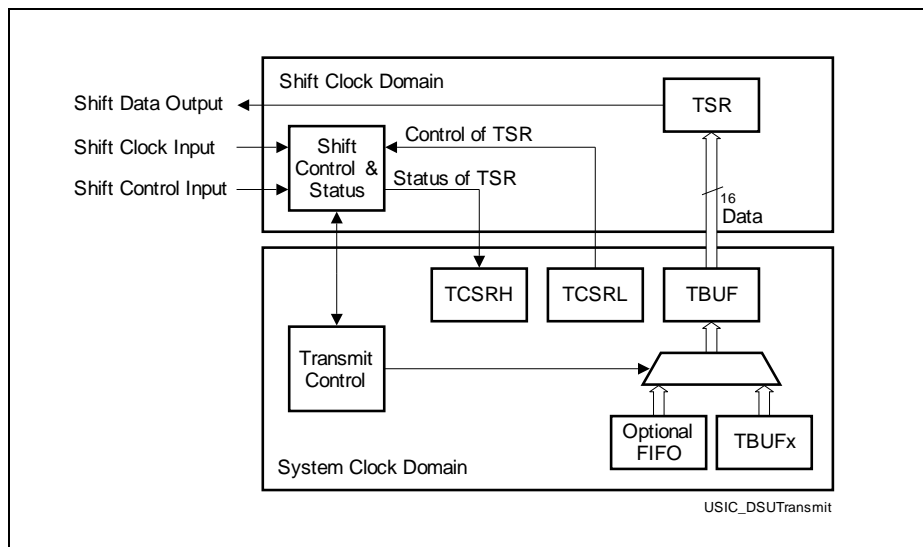 Shift Clock Domain
TSR
Shift Data Output
Shift Clock Input
Shift Control Input
Shift
Control &
Status
Control of TSR
Status of TSR
16
Data
TCSRH
TCSRL
TBUF
Transmit
Control
Optional
FIFO
TBUFx
System Clock Domain
USIC_DSUTransmit